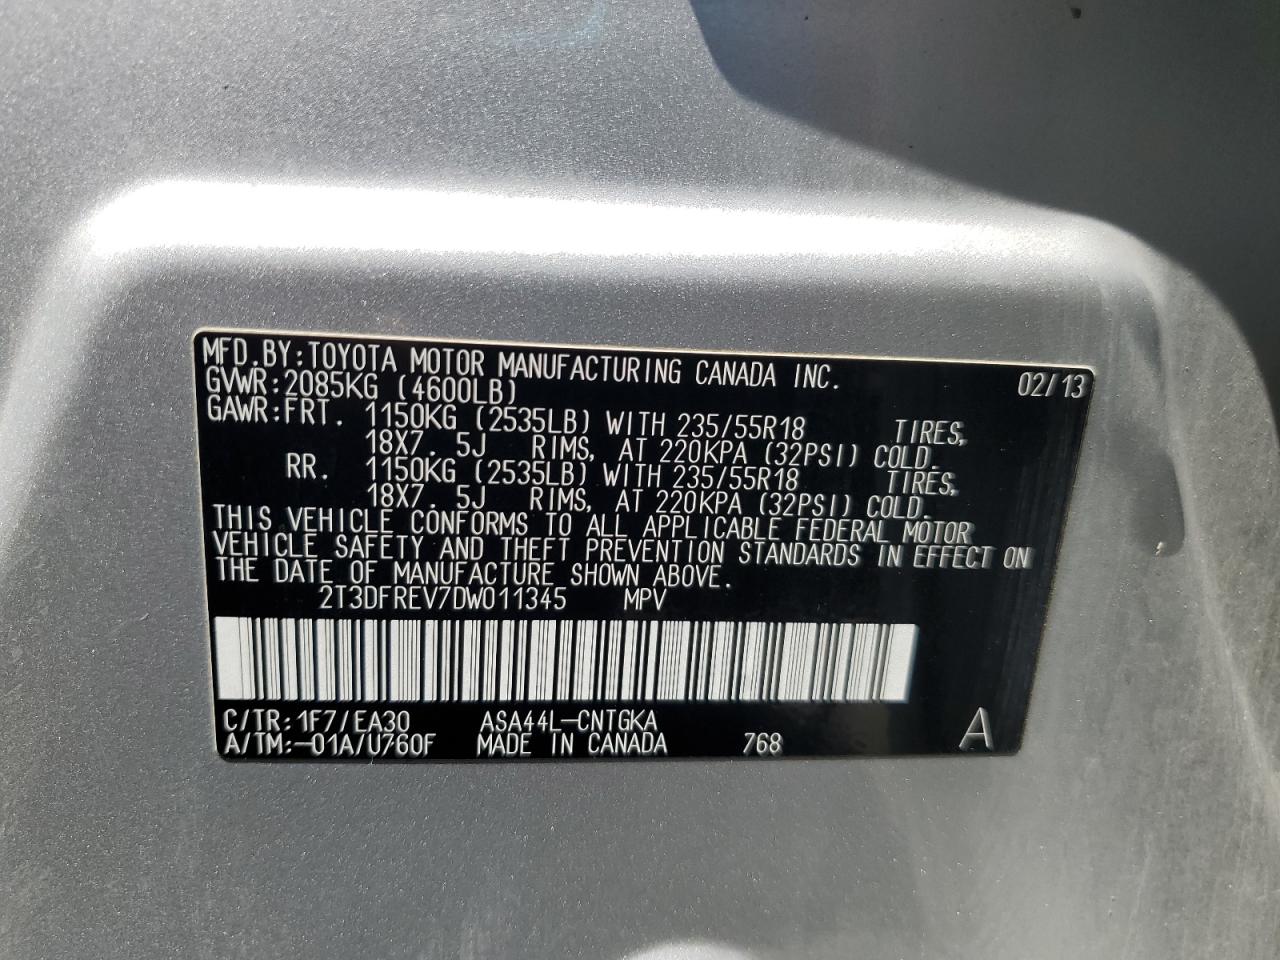 MFD.BY:TOYOTA MOTOR MANUFACTURING CANADA INC.
GVWR:2085KG (4600LB) 02/13
GAWR:FRT. 1150KG (2535LB) WITH 235/55R18 TIRES,
18X7.5J RIMS, AT 220KPA (32PSI) COLD.
RR. 1150KG (2535LB) WITH 235/55R18 TIRES,
18X7.5J RIMS, AT 220KPA (32PSI) COLD.
THIS VEHICLE CONFORMS TO ALL APPLICABLE FEDERAL MOTOR
VEHICLE SAFETY AND THEFT PREVENTION STANDARDS IN EFFECT ON
THE DATE OF MANUFACTURE SHOWN ABOVE.
2T3DFREV7DW011345 MPV
C/TR:1F7/EA30 ASA44L-CNTGKA
A/TM:-01A/U760F MADE IN CANADA 768 A